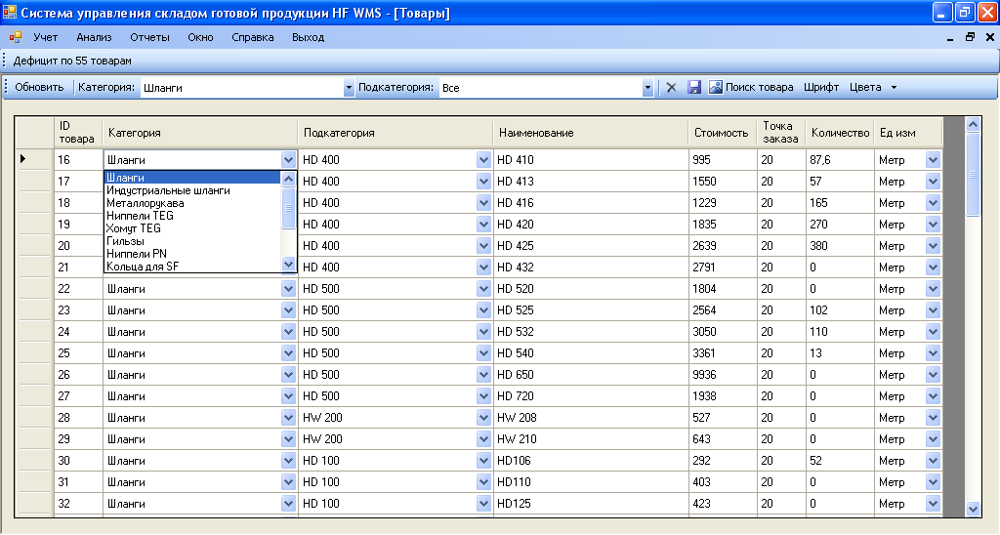 Система управления складом готовой продукции HF WMS - [Товары]
Учет Анализ Отчеты Окно Справка Выход
Дефицит по 55 товарам
Обновить Категория: Шланги Подкатегория: Все Поиск товара Шрифт Цвета
ID товара Категория Подкатегория Наименование Стоимость Точка заказа Количество Ед изм
16 Шланги HD 400 HD 410 995 20 87,6 Метр
17 HD 400 HD 413 1550 20 57 Метр
18 HD 400 HD 416 1229 20 165 Метр
19 HD 400 HD 420 1835 20 270 Метр
20 HD 400 HD 425 2639 20 380 Метр
21 HD 400 HD 432 2791 20 0 Метр
Шланги
Индустриальные шланги
Металлорукава
Ниппели TEG
Хомут TEG
Гильзы
Ниппели PN
Кольца для SF
22 Шланги HD 500 HD 520 1804 20 0 Метр
23 Шланги HD 500 HD 525 2564 20 102 Метр
24 Шланги HD 500 HD 532 3050 20 110 Метр
25 Шланги HD 500 HD 540 3361 20 13 Метр
26 Шланги HD 500 HD 650 9936 20 0 Метр
27 Шланги HD 500 HD 720 1938 20 0 Метр
28 Шланги HW 200 HW 208 527 20 0 Метр
29 Шланги HW 200 HW 210 643 20 0 Метр
30 Шланги HD 100 HD106 292 20 52 Метр
31 Шланги HD 100 HD110 403 20 0 Метр
32 Шланги HD 100 HD125 423 20 0 Метр